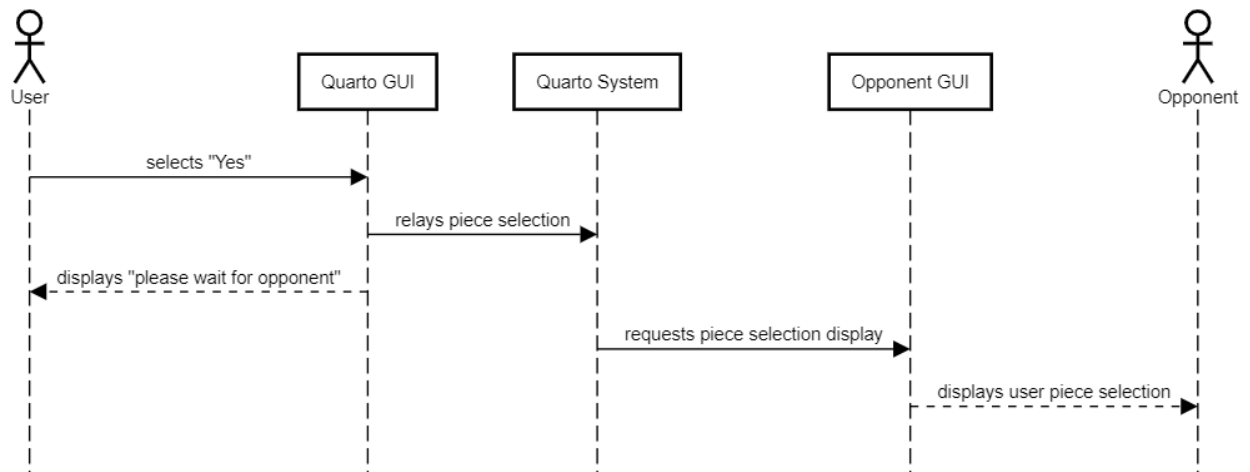 User
Quarto GUI
Quarto System
Opponent GUI
Opponent
selects "Yes"
relays piece selection
displays "please wait for opponent"
requests piece selection display
displays user piece selection